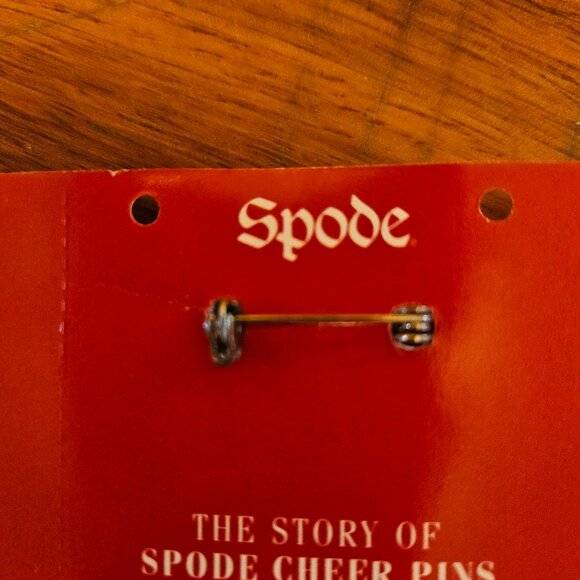 Spode
THE STORY OF
SPODE CHEER PINS